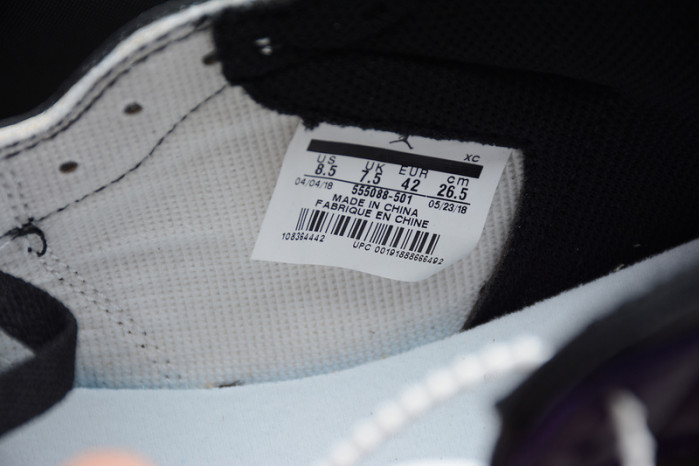 XC
US UK EUR cm
8.5 7.5 42 26.5
04/04/18 555088-501 05/23/18
MADE IN CHINA
FABRIQUE EN CHINE
108364442
UPC 00191888666492